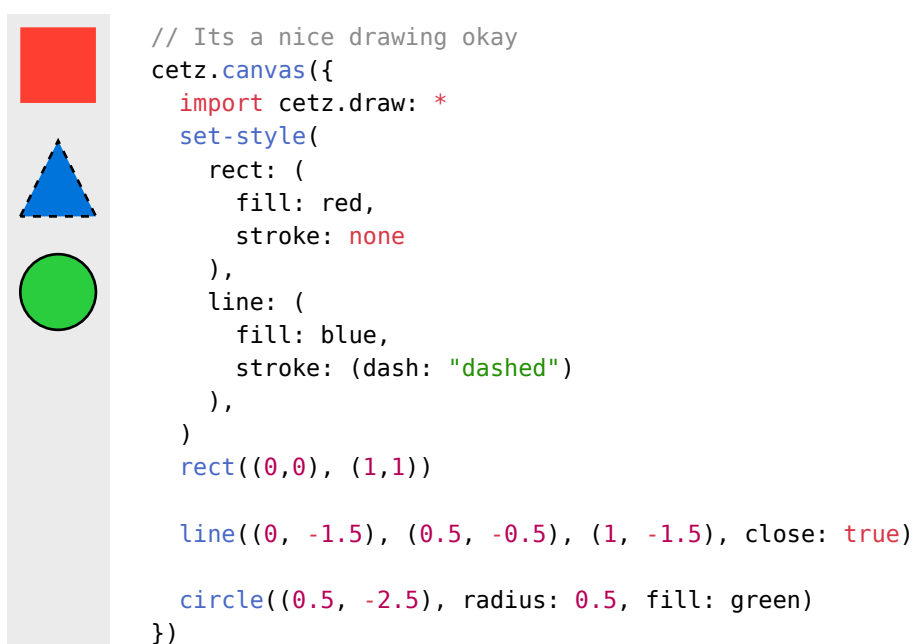 // Its a nice drawing okay
cetz.canvas({
  import cetz.draw: *
  set-style(
    rect: (
      fill: red,
      stroke: none
    ),
    line: (
      fill: blue,
      stroke: (dash: "dashed")
    ),
  )
  rect((0,0), (1,1))

  line((0, -1.5), (0.5, -0.5), (1, -1.5), close: true)

  circle((0.5, -2.5), radius: 0.5, fill: green)
})